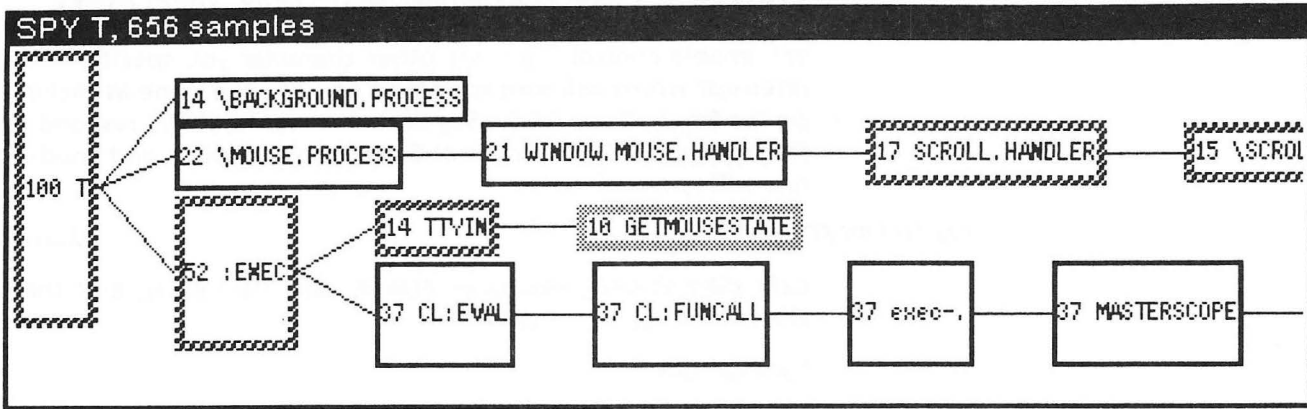 SPY T, 656 samples
100 T
14 \BACKGROUND.PROCESS
22 \MOUSE.PROCESS
21 WINDOW.MOUSE.HANDLER
17 SCROLL.HANDLER
15 \SCROL
52 :EXEC
14 TTYIN
10 GETMOUSESTATE
37 CL:EVAL
37 CL:FUNCALL
37 exec-.
37 MASTERSCOPE